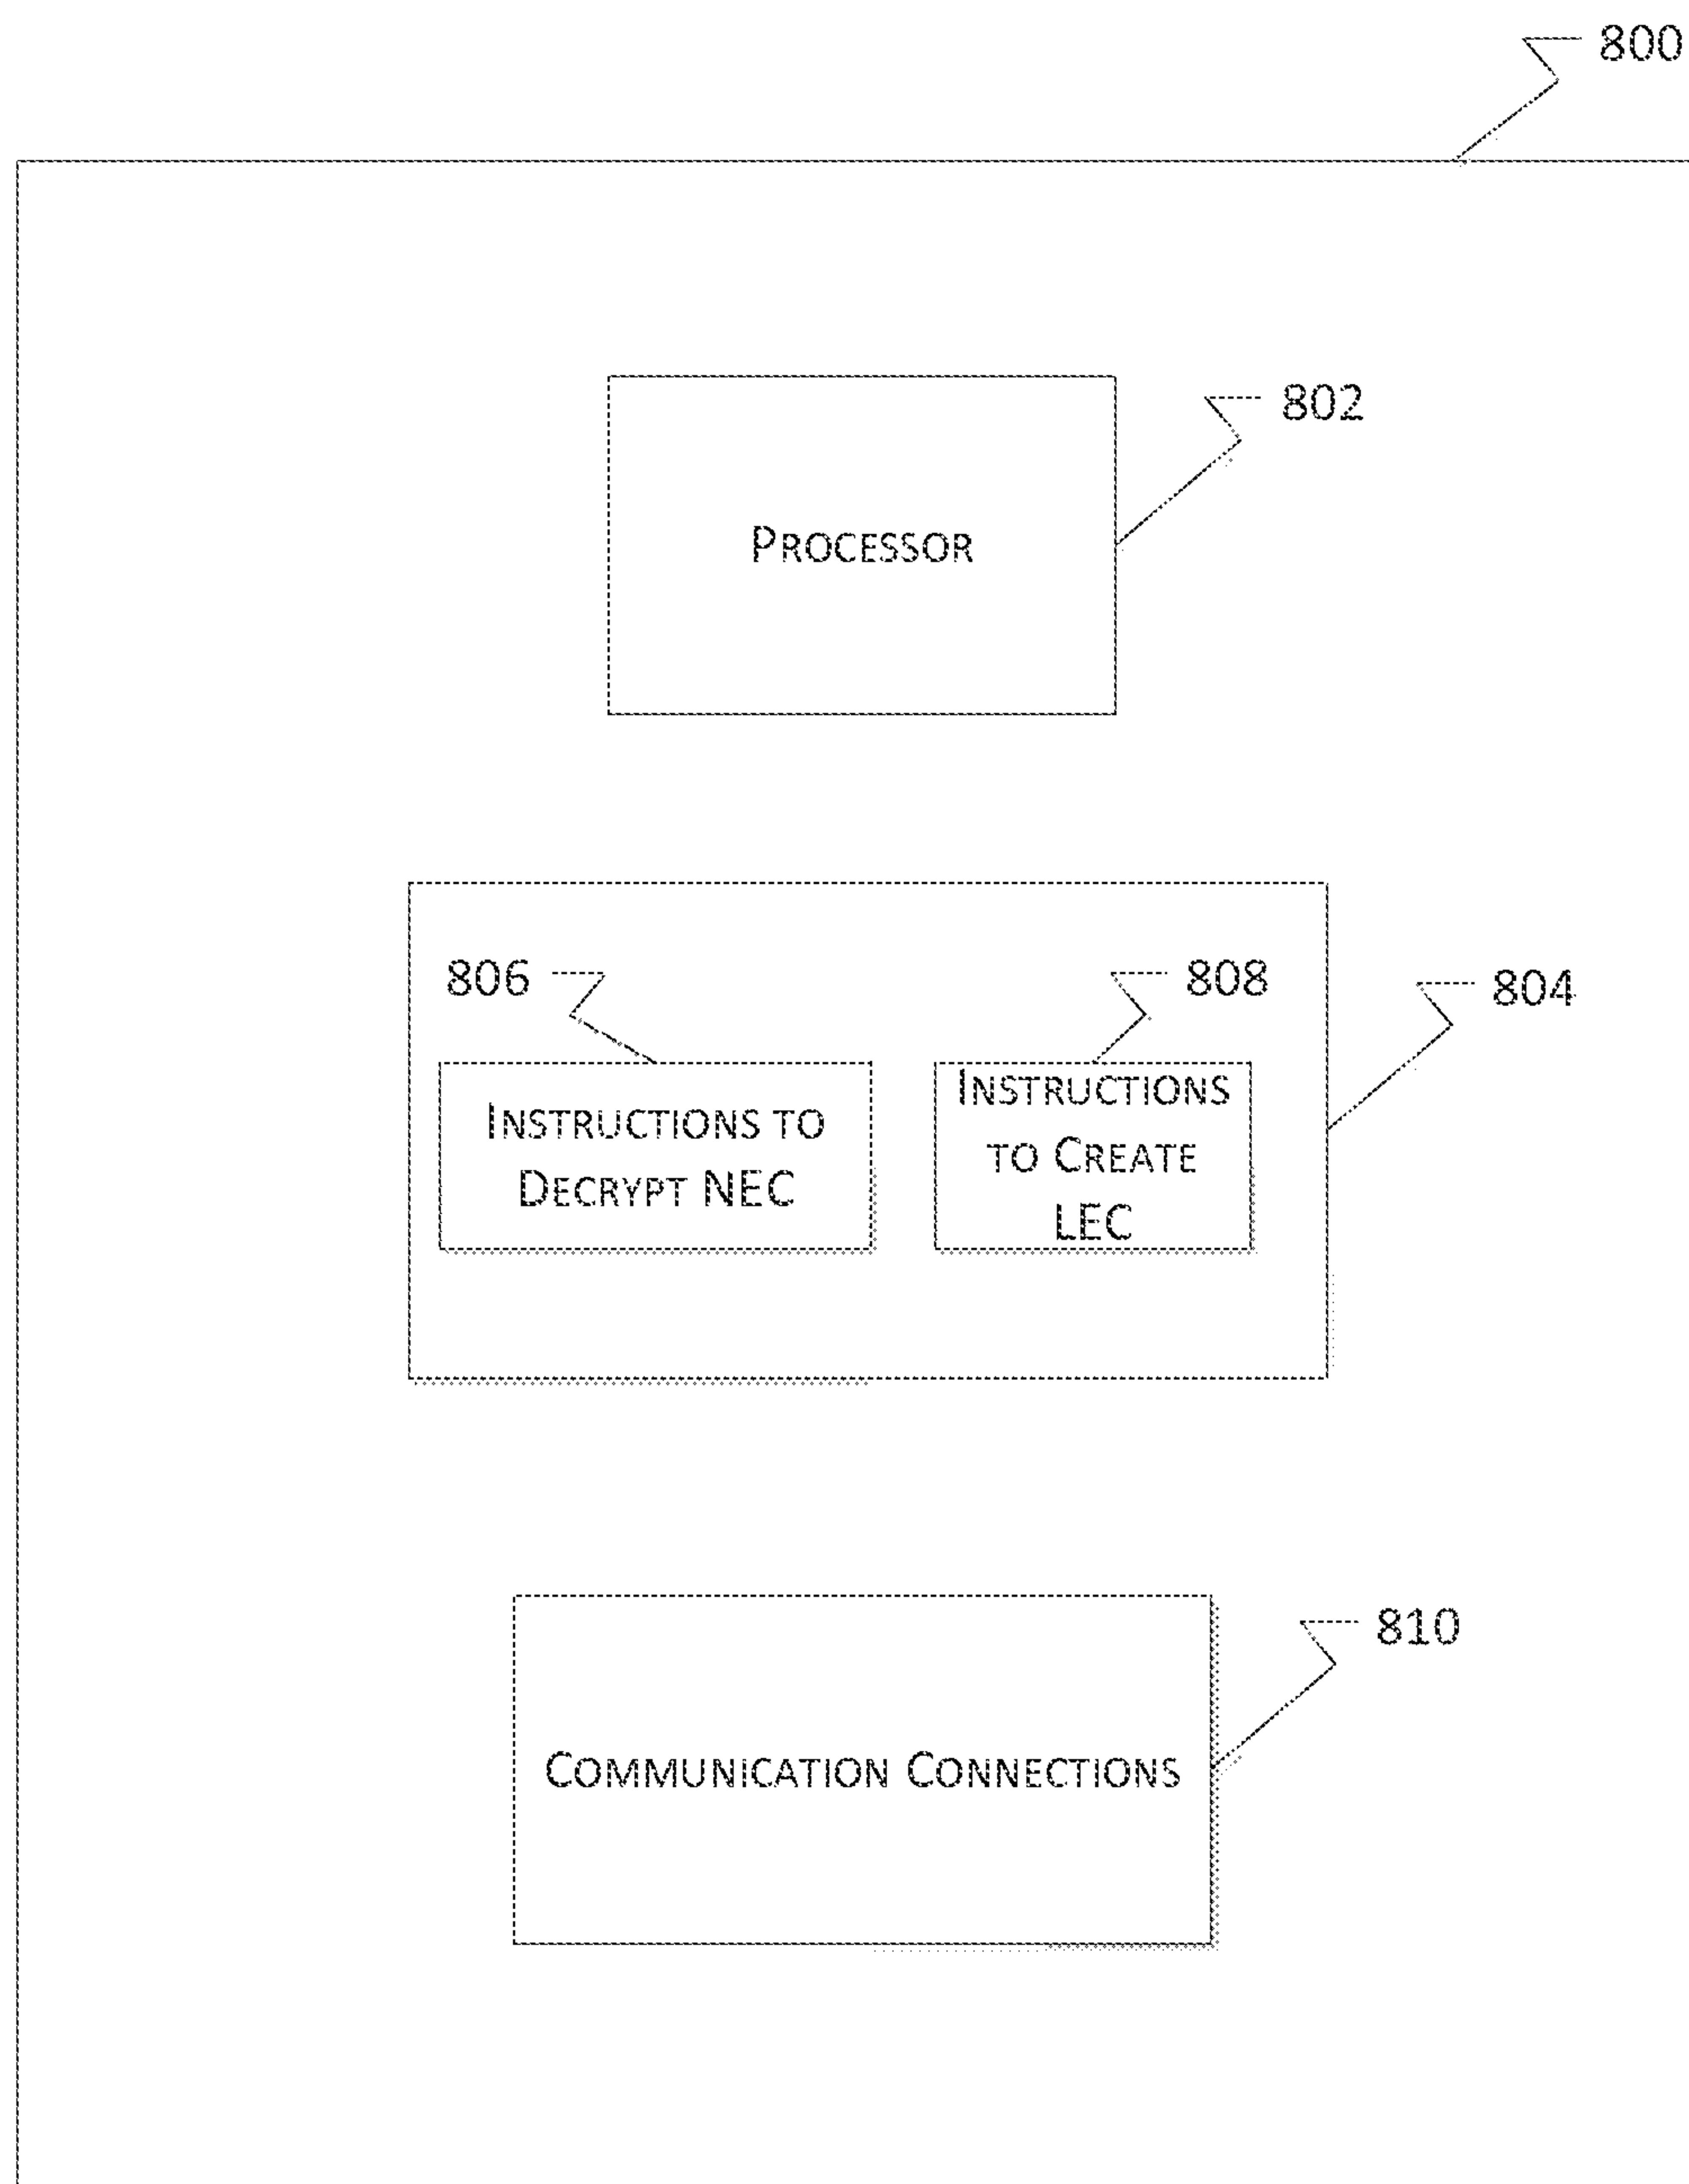 800
802
PROCESSOR
806
808
804
INSTRUCTIONS TO
DECRYPT NEC
INSTRUCTIONS
TO CREATE
LEC
810
COMMUNICATION CONNECTIONS